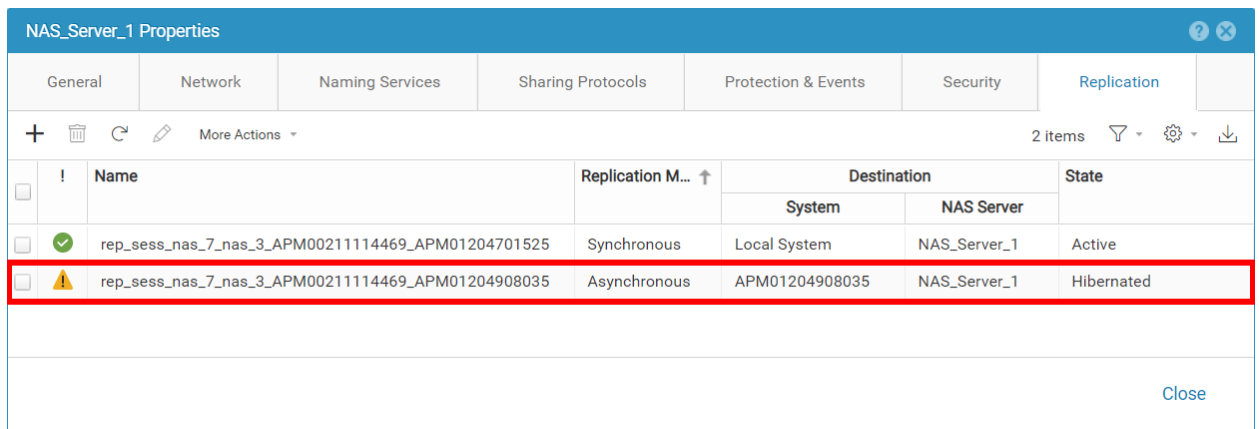 NAS_Server_1 Properties
General Network Naming Services Sharing Protocols Protection & Events Security Replication
More Actions 2 items
! Name Replication M... Destination State
System NAS Server
rep_sess_nas_7_nas_3_APM00211114469_APM01204701525 Synchronous Local System NAS_Server_1 Active
rep_sess_nas_7_nas_3_APM00211114469_APM01204908035 Asynchronous APM01204908035 NAS_Server_1 Hibernated
Close